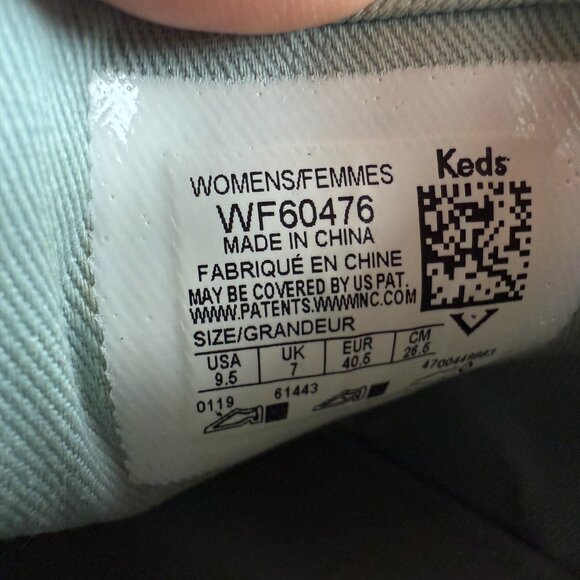 Keds
WOMENS/FEMMES
WF60476
MADE IN CHINA
FABRIQUÉ EN CHINE
MAY BE COVERED BY US PAT.
WWW.PATENTS.WWWINC.COM
SIZE/GRANDEUR
USA UK EUR CM
9.5 7 40.5 26.5
0119 61443